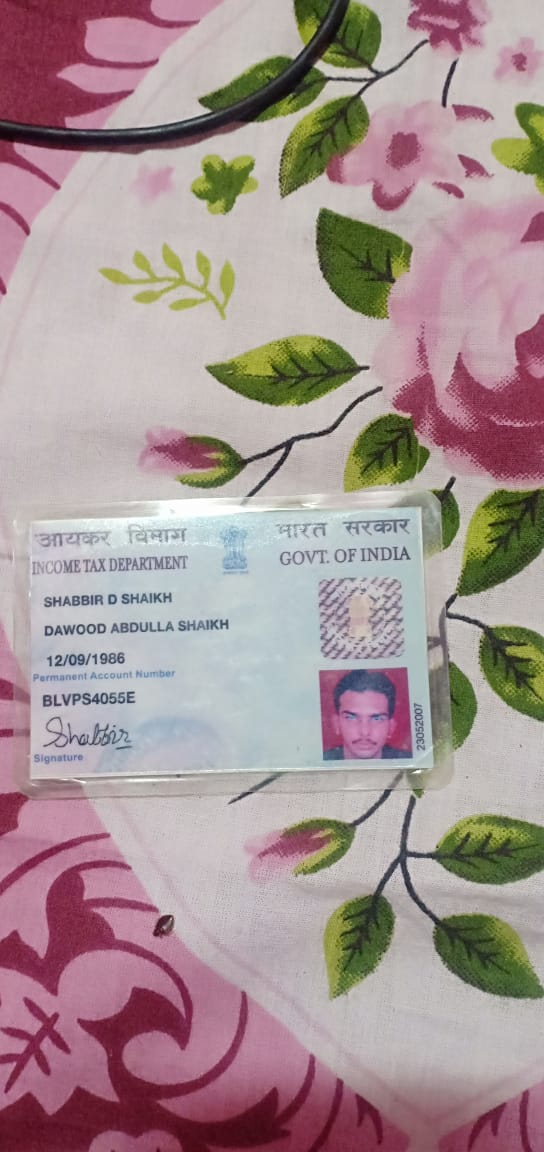 आयकर विभाग
भारत सरकार
INCOME TAX DEPARTMENT
GOVT. OF INDIA
SHABBIR D SHAIKH
DAWOOD ABDULLA SHAIKH
12/09/1986
Permanent Account Number
BLVPS4055E
Shabbir
Signature
23052007